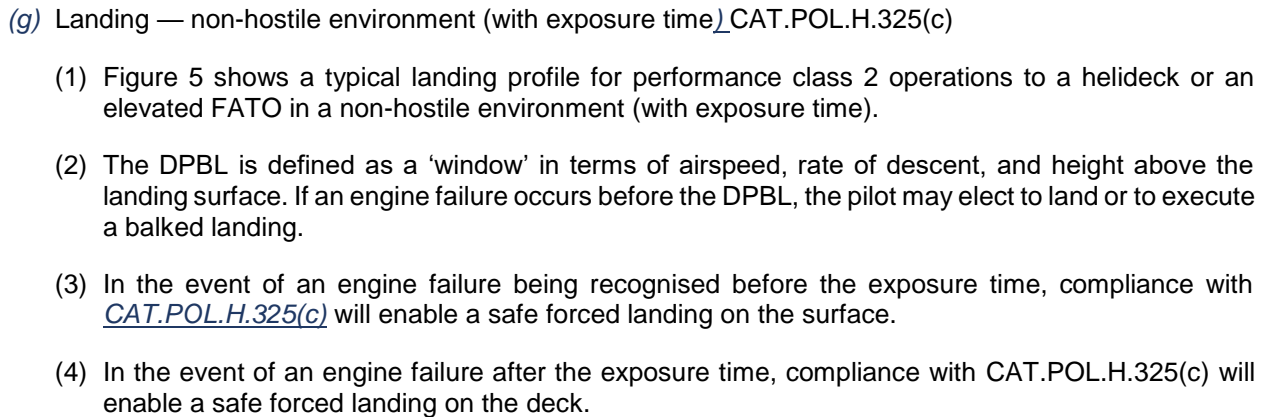 (g) Landing — non-hostile environment (with exposure time) CAT.POL.H.325(c)
(1) Figure 5 shows a typical landing profile for performance class 2 operations to a helideck or an
elevated FATO in a non-hostile environment (with exposure time).
(2) The DPBL is defined as a ‘window’ in terms of airspeed, rate of descent, and height above the
landing surface. If an engine failure occurs before the DPBL, the pilot may elect to land or to execute
a balked landing.
(3) In the event of an engine failure being recognised before the exposure time, compliance with
CAT.POL.H.325(c) will enable a safe forced landing on the surface.
(4) In the event of an engine failure after the exposure time, compliance with CAT.POL.H.325(c) will
enable a safe forced landing on the deck.